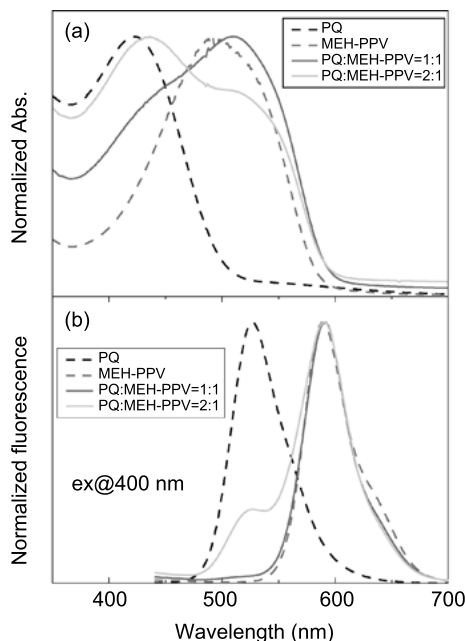 (a)
PQ
MEH-PPV
PQ:MEH-PPV=1:1
PQ:MEH-PPV=2:1
Normalized Abs.
(b)
PQ
MEH-PPV
PQ:MEH-PPV=1:1
PQ:MEH-PPV=2:1
ex@400 nm
Normalized fluorescence
400 500 600 700
Wavelength (nm)